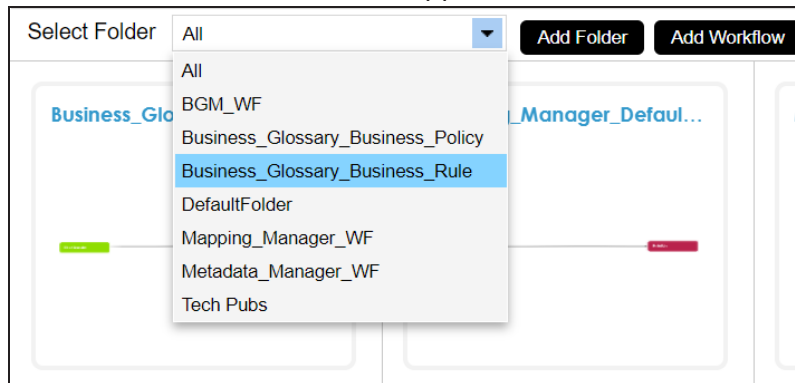 Select Folder All Add Folder Add Workflow
All
BGM_WF
Business_Glossary_Business_Policy
Business_Glossary_Business_Rule
DefaultFolder
Mapping_Manager_WF
Metadata_Manager_WF
Tech Pubs
Business_Glo
_Manager_Defaul...